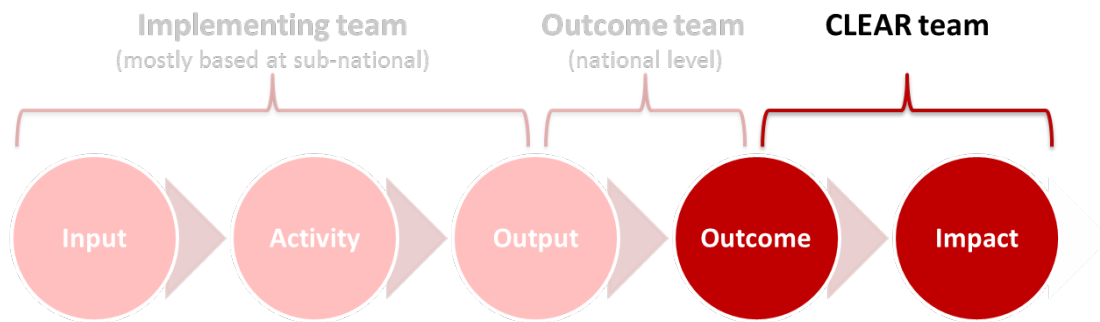 Implementing team
(mostly based at sub-national)
Outcome team
(national level)
CLEAR team
Input
Activity
Output
Outcome
Impact